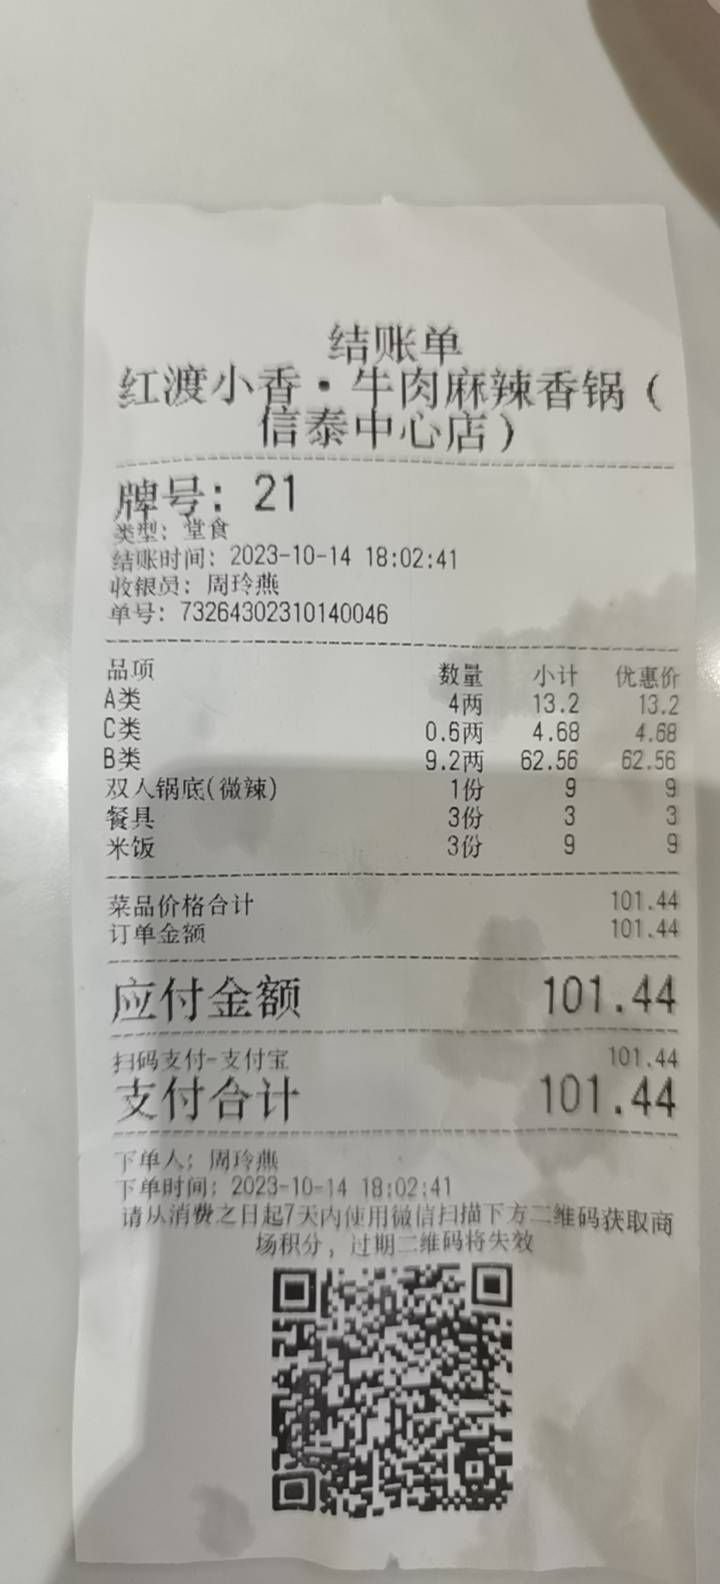 结账单
红渡小香·牛肉麻辣香锅（
信泰中心店）
牌号：21
类型：堂食
结账时间：2023-10-14 18:02:41
收银员：周玲燕
单号：73264302310140046
品项 数量 小计 优惠价
A类 4两 13.2 13.2
C类 0.6两 4.68 4.68
B类 9.2两 62.56 62.56
双人锅底(微辣) 1份 9 9
餐具 3份 3 3
米饭 3份 9 9
菜品价格合计 101.44
订单金额 101.44
应付金额 101.44
扫码支付-支付宝 101.44
支付合计 101.44
下单人：周玲燕
下单时间：2023-10-14 18:02:41
请从消费之日起7天内使用微信扫描下方二维码获取商
场积分，过期二维码将失效